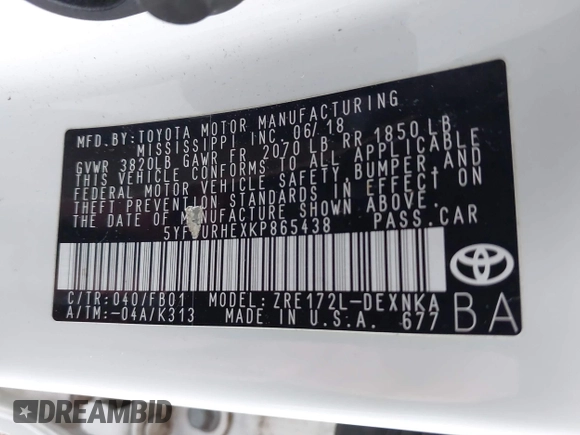 MFD. BY: TOYOTA MOTOR MANUFACTURING
MISSISSIPPI INC. 06/18
GVWR 3820LB GAWR FR. 2070 LB. RR 1850 LB
THIS VEHICLE CONFORMS TO ALL APPLICABLE
FEDERAL MOTOR VEHICLE SAFETY, BUMPER, AND
THEFT PREVENTION STANDARDS IN EFFECT ON
THE DATE OF MANUFACTURE SHOWN ABOVE.
PASS. CAR
C/TR: 040/FB01 MODEL: ZRE172L-DEXNKA
A/TM: -04A/K313 MADE IN U.S.A. 677
BA
DREAMBID